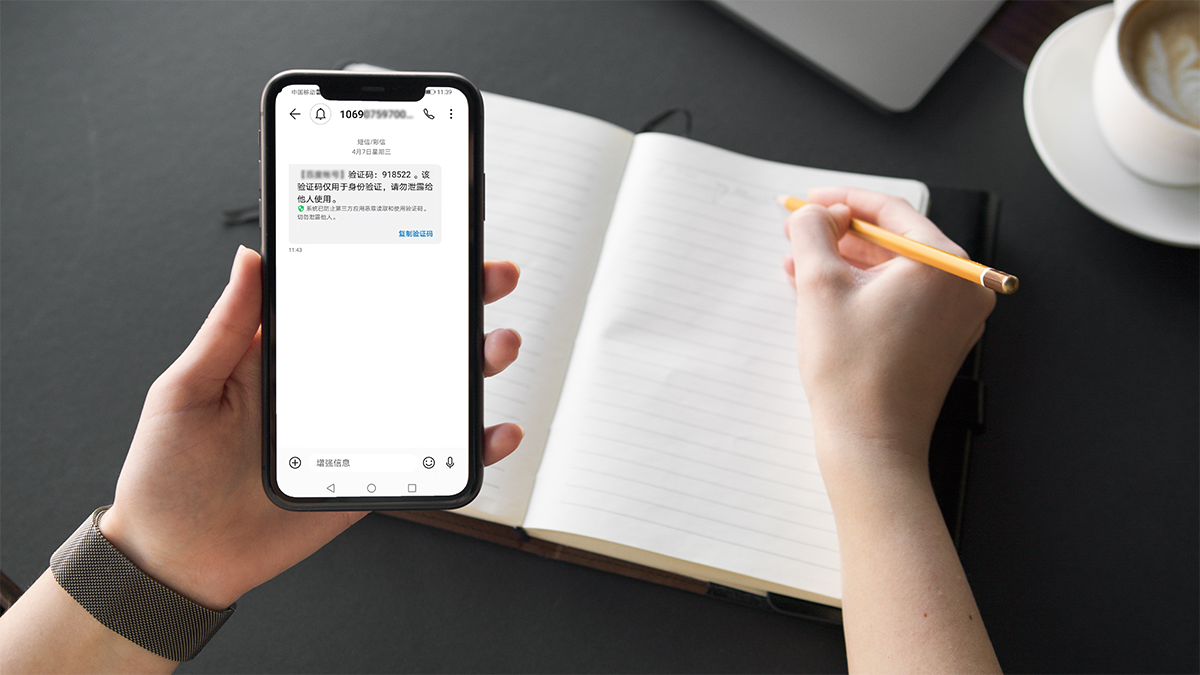 中国移动 11:39
1069
短信/彩信
4月7日星期三
验证码：918522 。该
验证码仅用于身份验证，请勿泄露给
他人使用。
系统已防止第三方应用恶意读取和使用验证码，
切勿泄露他人。
复制验证码
11:43
增强信息